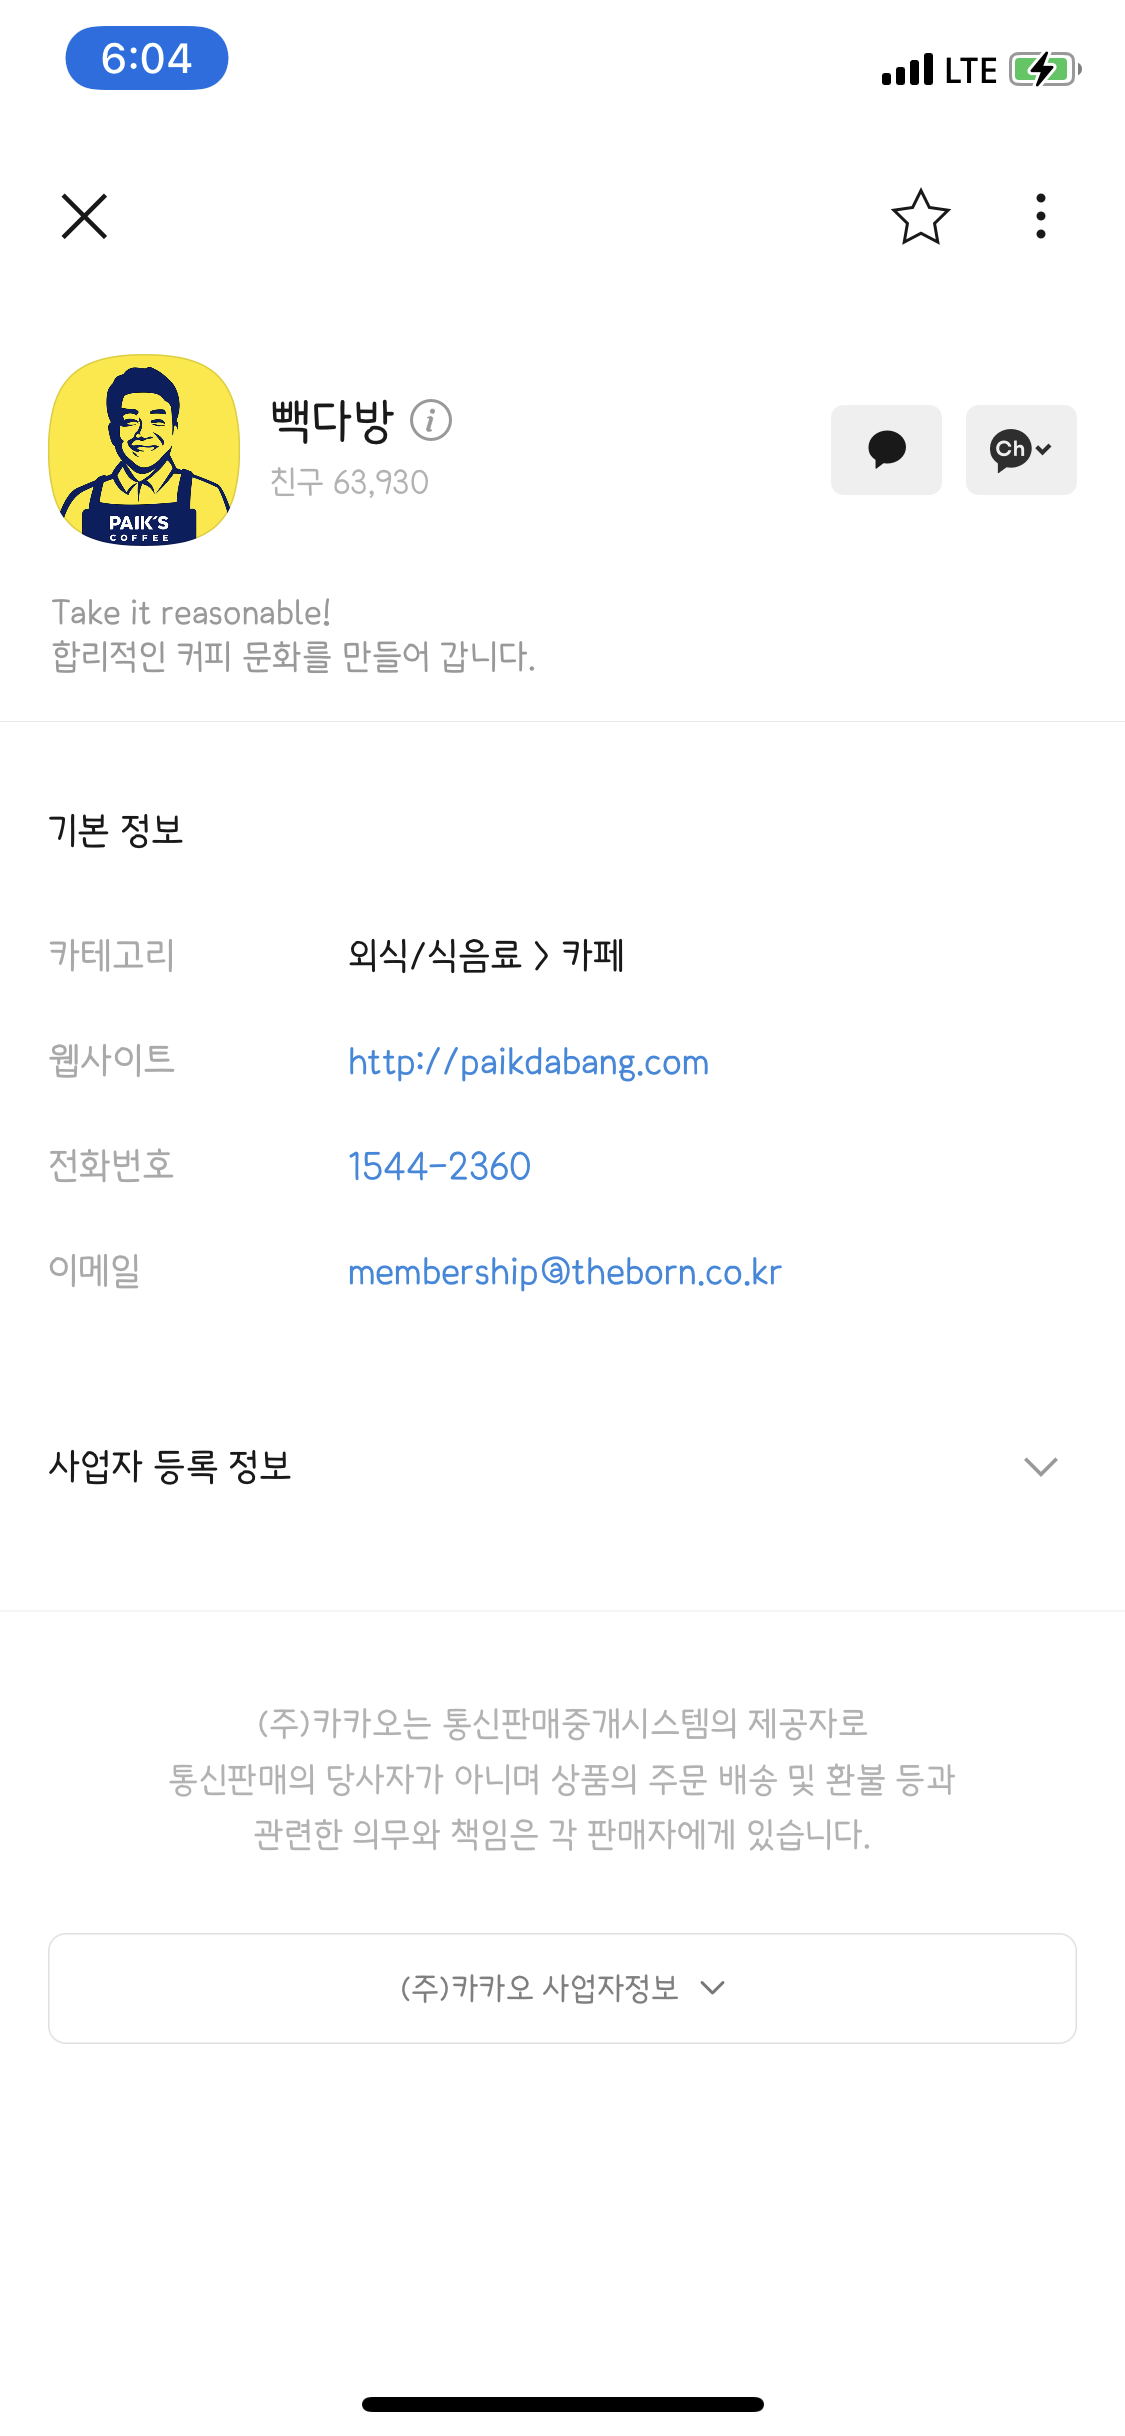 6:04
LTE
빽다방 i
친구 63,930
Ch
PAIK'S
COFFEE
Take it reasonable!
합리적인 커피 문화를 만들어 갑니다.
기본 정보
카테고리 외식/식음료 > 카페
웹사이트 http://paikdabang.com
전화번호 1544-2360
이메일 membership@theborn.co.kr
사업자 등록 정보
(주)카카오는 통신판매중개시스템의 제공자로
통신판매의 당사자가 아니며 상품의 주문 배송 및 환불 등과
관련한 의무와 책임은 각 판매자에게 있습니다.
(주)카카오 사업자정보